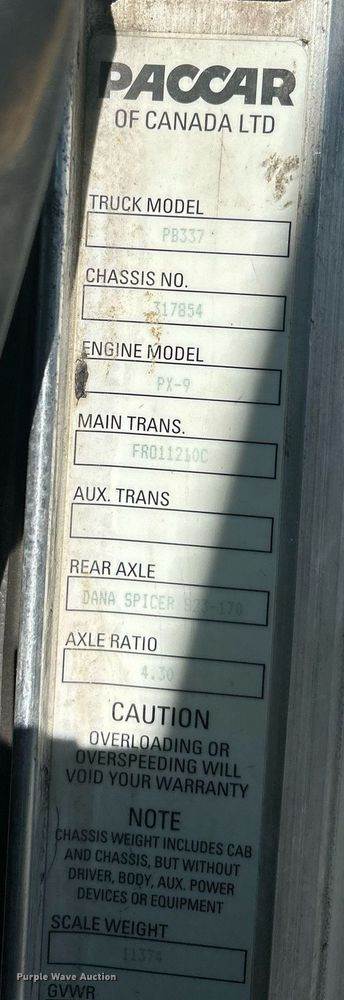 PACCAR
OF CANADA LTD
TRUCK MODEL
PB337
CHASSIS NO.
317854
ENGINE MODEL
PX-9
MAIN TRANS.
FRO11210C
AUX. TRANS
REAR AXLE
DANA SPICER S23-170
AXLE RATIO
4.30
CAUTION
OVERLOADING OR
OVERSPEEDING WILL
VOID YOUR WARRANTY
NOTE
CHASSIS WEIGHT INCLUDES CAB
AND CHASSIS, BUT WITHOUT
DRIVER, BODY, AUX. POWER
DEVICES OR EQUIPMENT
SCALE WEIGHT
11374
GVWR
Purple Wave Auction